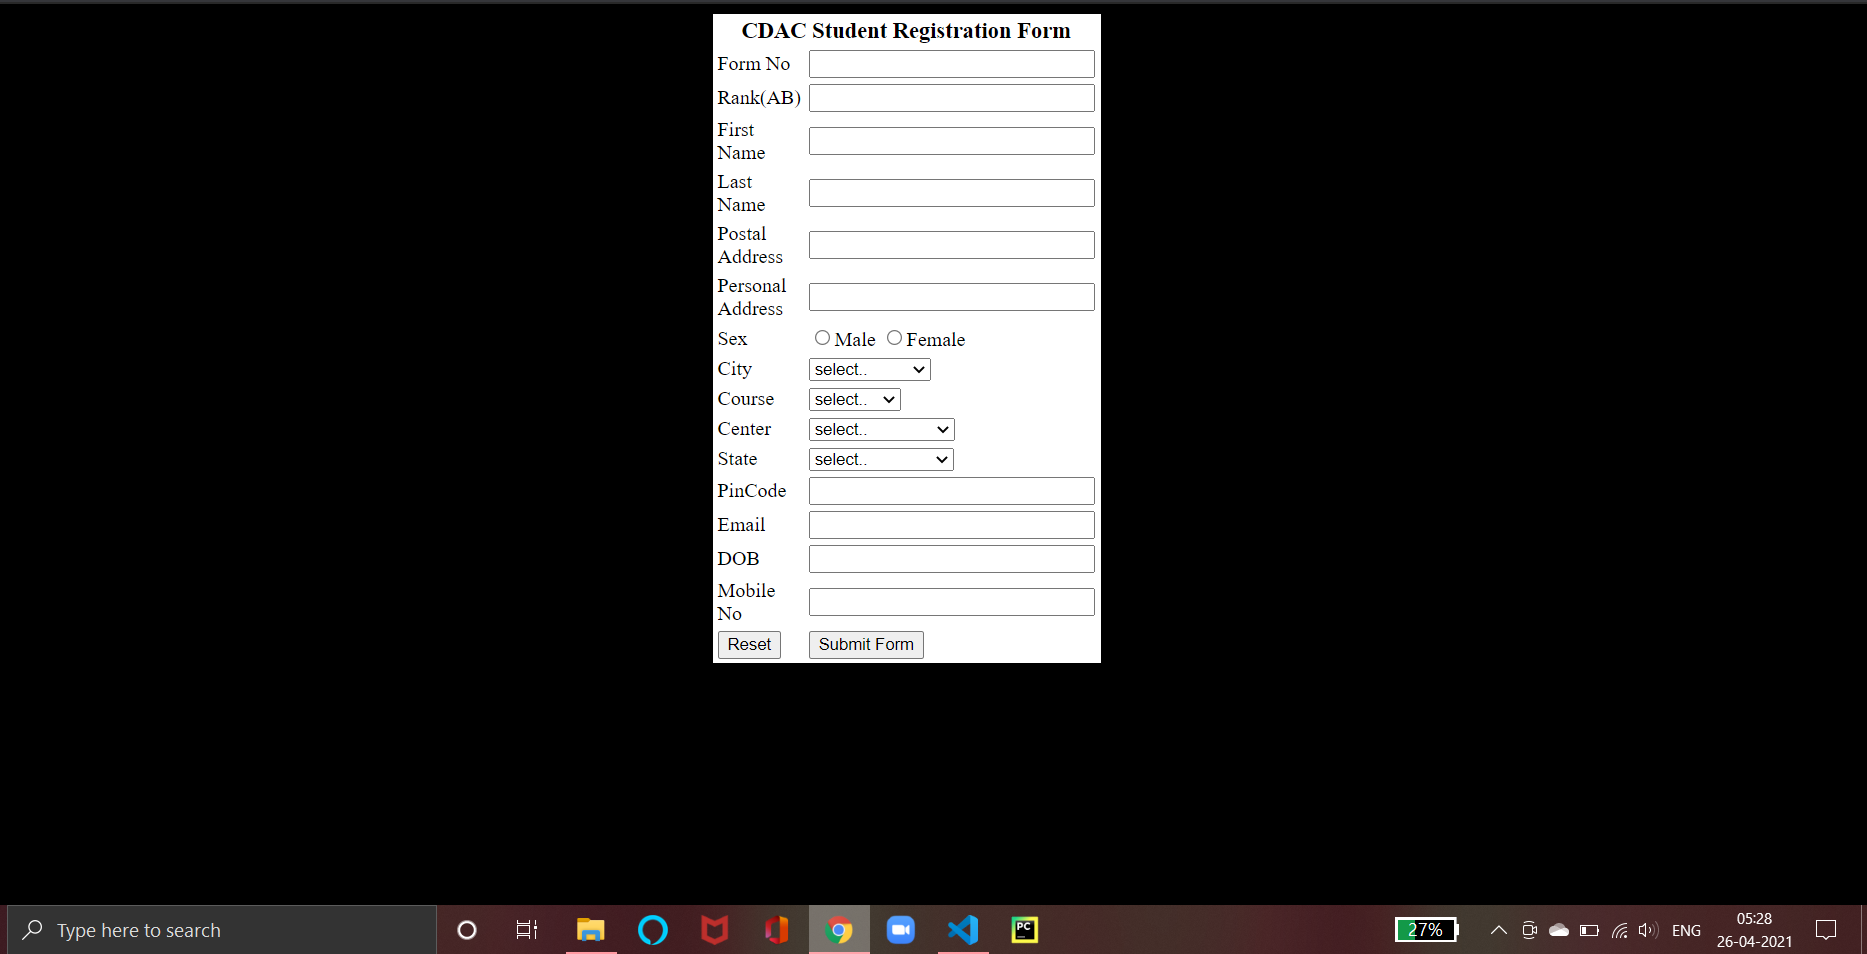 CDAC Student Registration Form
Form No
Rank(AB)
First
Name
Last
Name
Postal
Address
Personal
Address
Sex Male Female
City select..
Course select..
Center select..
State select..
PinCode
Email
DOB
Mobile
No
Reset Submit Form
Type here to search PC 27% ENG 05:28
26-04-2021